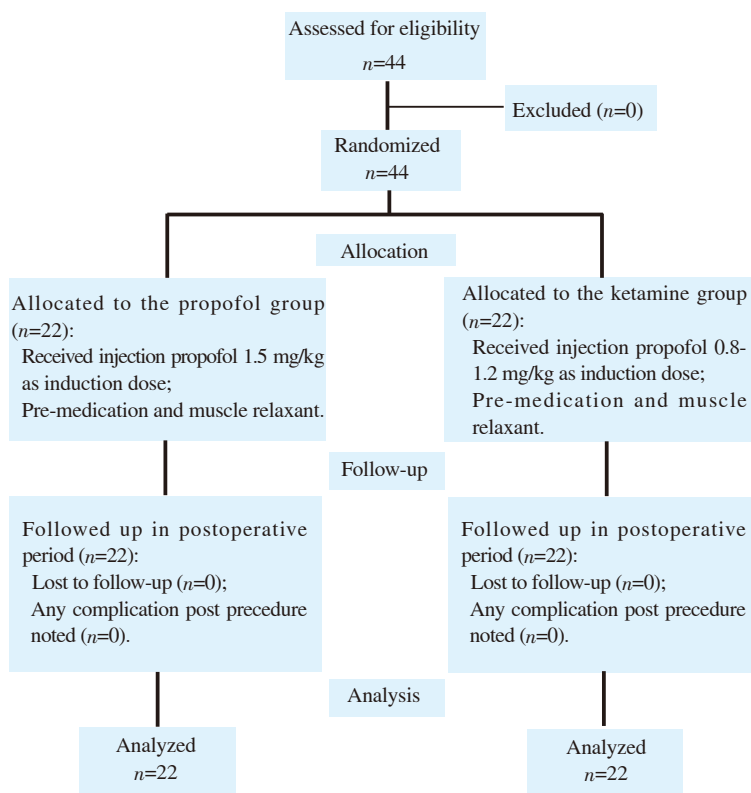 Assessed for eligibility
n=44
Excluded (n=0)
Randomized
n=44
Allocation
Allocated to the propofol group
(n=22):
Received injection propofol 1.5 mg/kg
as induction dose;
Pre-medication and muscle relaxant.
Allocated to the ketamine group
(n=22):
Received injection propofol 0.8-
1.2 mg/kg as induction dose;
Pre-medication and muscle
relaxant.
Follow-up
Followed up in postoperative
period (n=22):
Lost to follow-up (n=0);
Any complication post precedure
noted (n=0).
Followed up in postoperative
period (n=22):
Lost to follow-up (n=0);
Any complication post precedure
noted (n=0).
Analysis
Analyzed
n=22
Analyzed
n=22